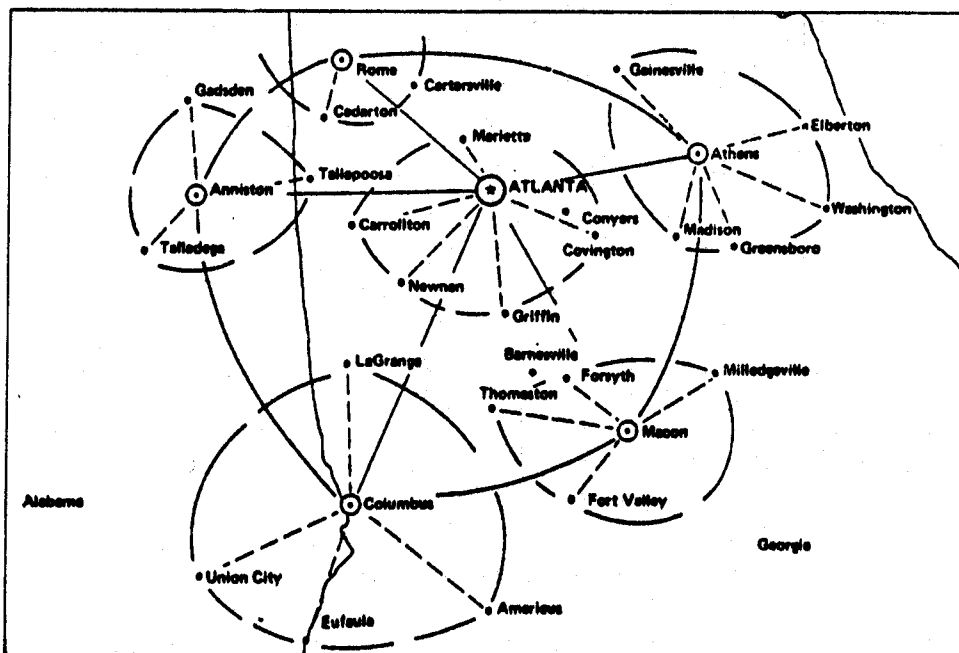 Rome
Gainesville
Gadsden
Cartersville
Cedarton
Elberton
Marietta
Athens
Tallapoosa
Anniston
ATLANTA
Conyers
Washington
Carrollton
Madison
Talladega
Covington
Greensboro
Newnan
Griffin
Barnesville
LaGrange
Forsyth
Milledgeville
Thomaston
Macon
Alabama
Columbus
Fort Valley
Georgia
Union City
Americus
Eufaula